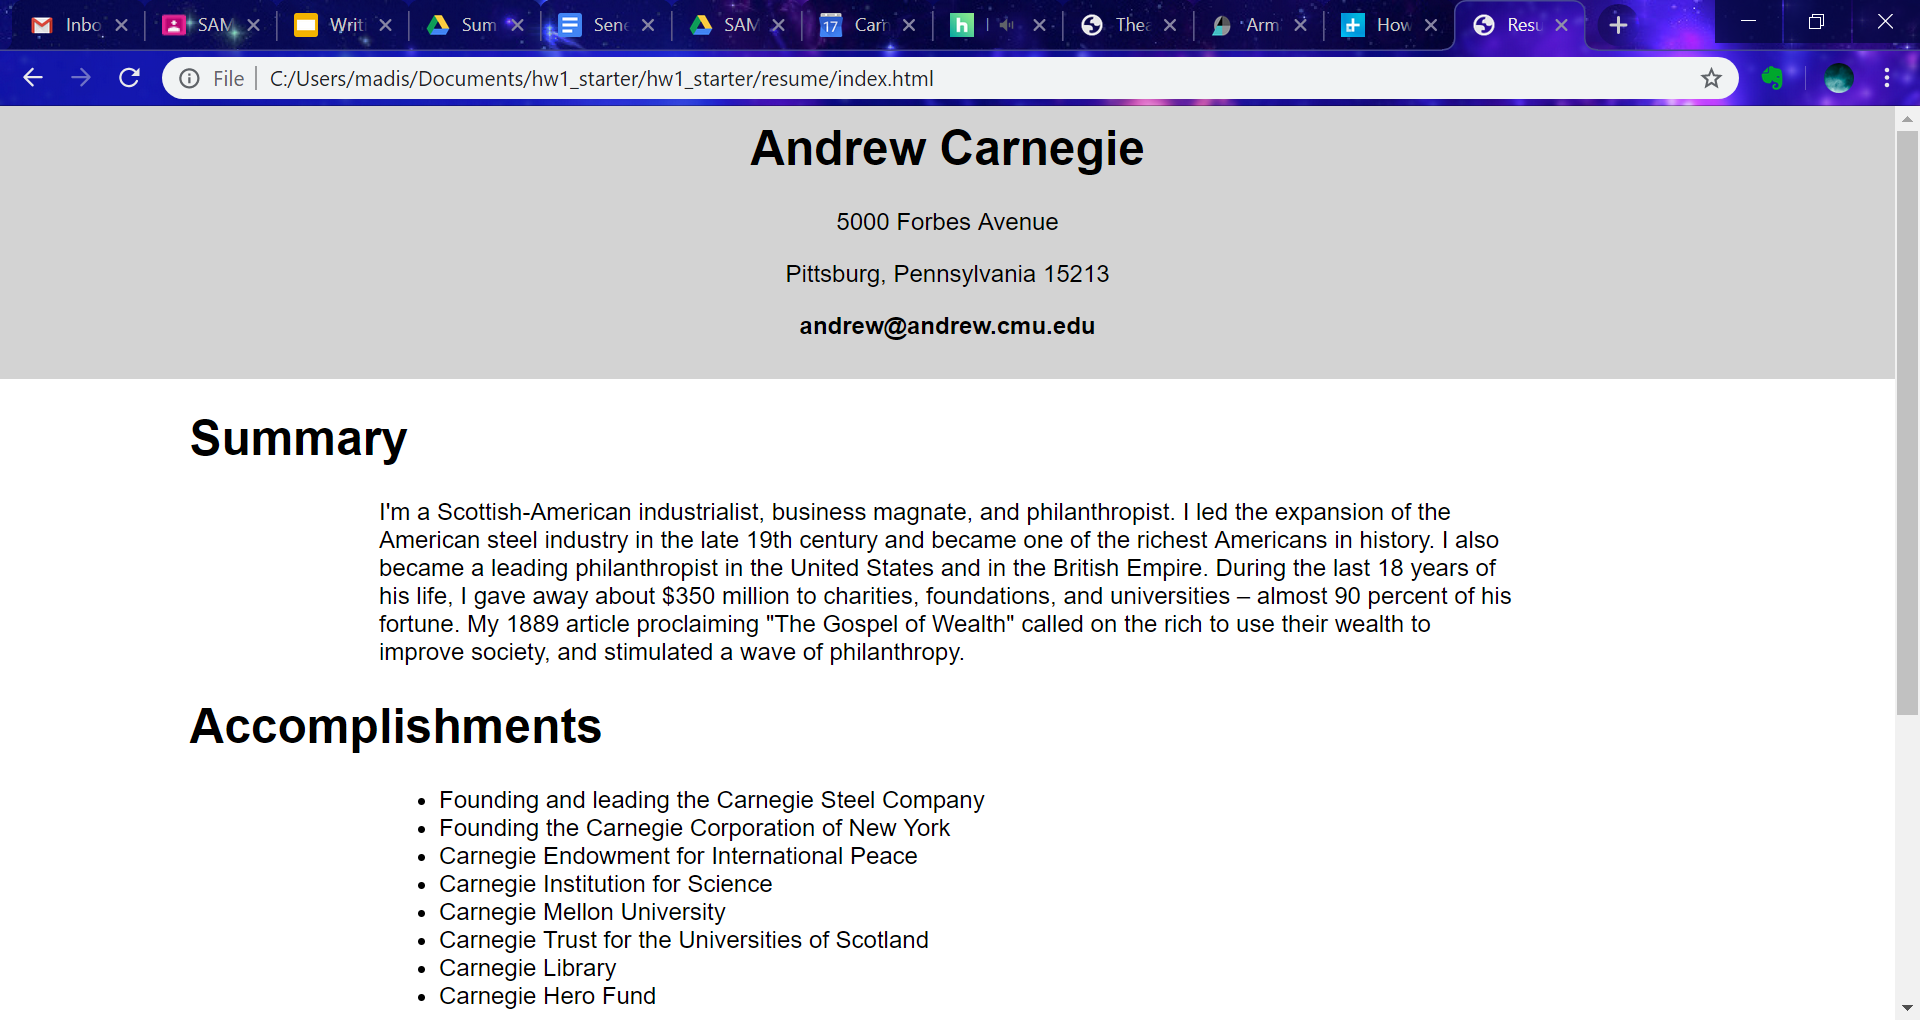 Inbo SAM Writ Sum Sene SAM 17 Carn h Thea Arm How Resu
File C:/Users/madis/Documents/hw1_starter/hw1_starter/resume/index.html
Andrew Carnegie
5000 Forbes Avenue
Pittsburg, Pennsylvania 15213
andrew@andrew.cmu.edu
Summary
I'm a Scottish-American industrialist, business magnate, and philanthropist. I led the expansion of the
American steel industry in the late 19th century and became one of the richest Americans in history. I also
became a leading philanthropist in the United States and in the British Empire. During the last 18 years of
his life, I gave away about $350 million to charities, foundations, and universities – almost 90 percent of his
fortune. My 1889 article proclaiming "The Gospel of Wealth" called on the rich to use their wealth to
improve society, and stimulated a wave of philanthropy.
Accomplishments
• Founding and leading the Carnegie Steel Company
• Founding the Carnegie Corporation of New York
• Carnegie Endowment for International Peace
• Carnegie Institution for Science
• Carnegie Mellon University
• Carnegie Trust for the Universities of Scotland
• Carnegie Library
• Carnegie Hero Fund